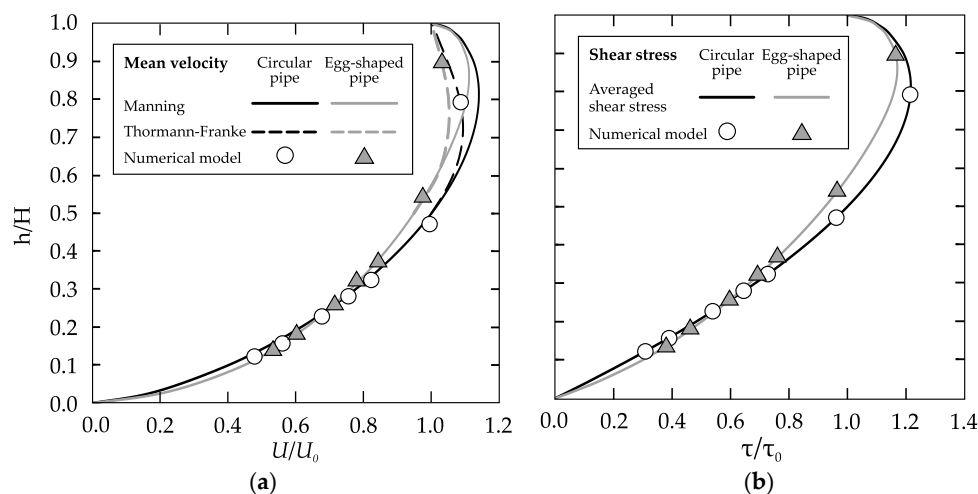 1.0
0.9
0.8
0.7
0.6
0.5
0.4
0.3
0.2
0.1
0.0
h/H
Mean velocity Circular pipe Egg-shaped pipe
Manning
Thormann-Franke
Numerical model
0.0 0.2 0.4 0.6 0.8 1.0 1.2
U/U₀
(a)
Shear stress Circular pipe Egg-shaped pipe
Averaged
shear stress
Numerical model
0.0 0.2 0.4 0.6 0.8 1.0 1.2 1.4
τ/τ₀
(b)